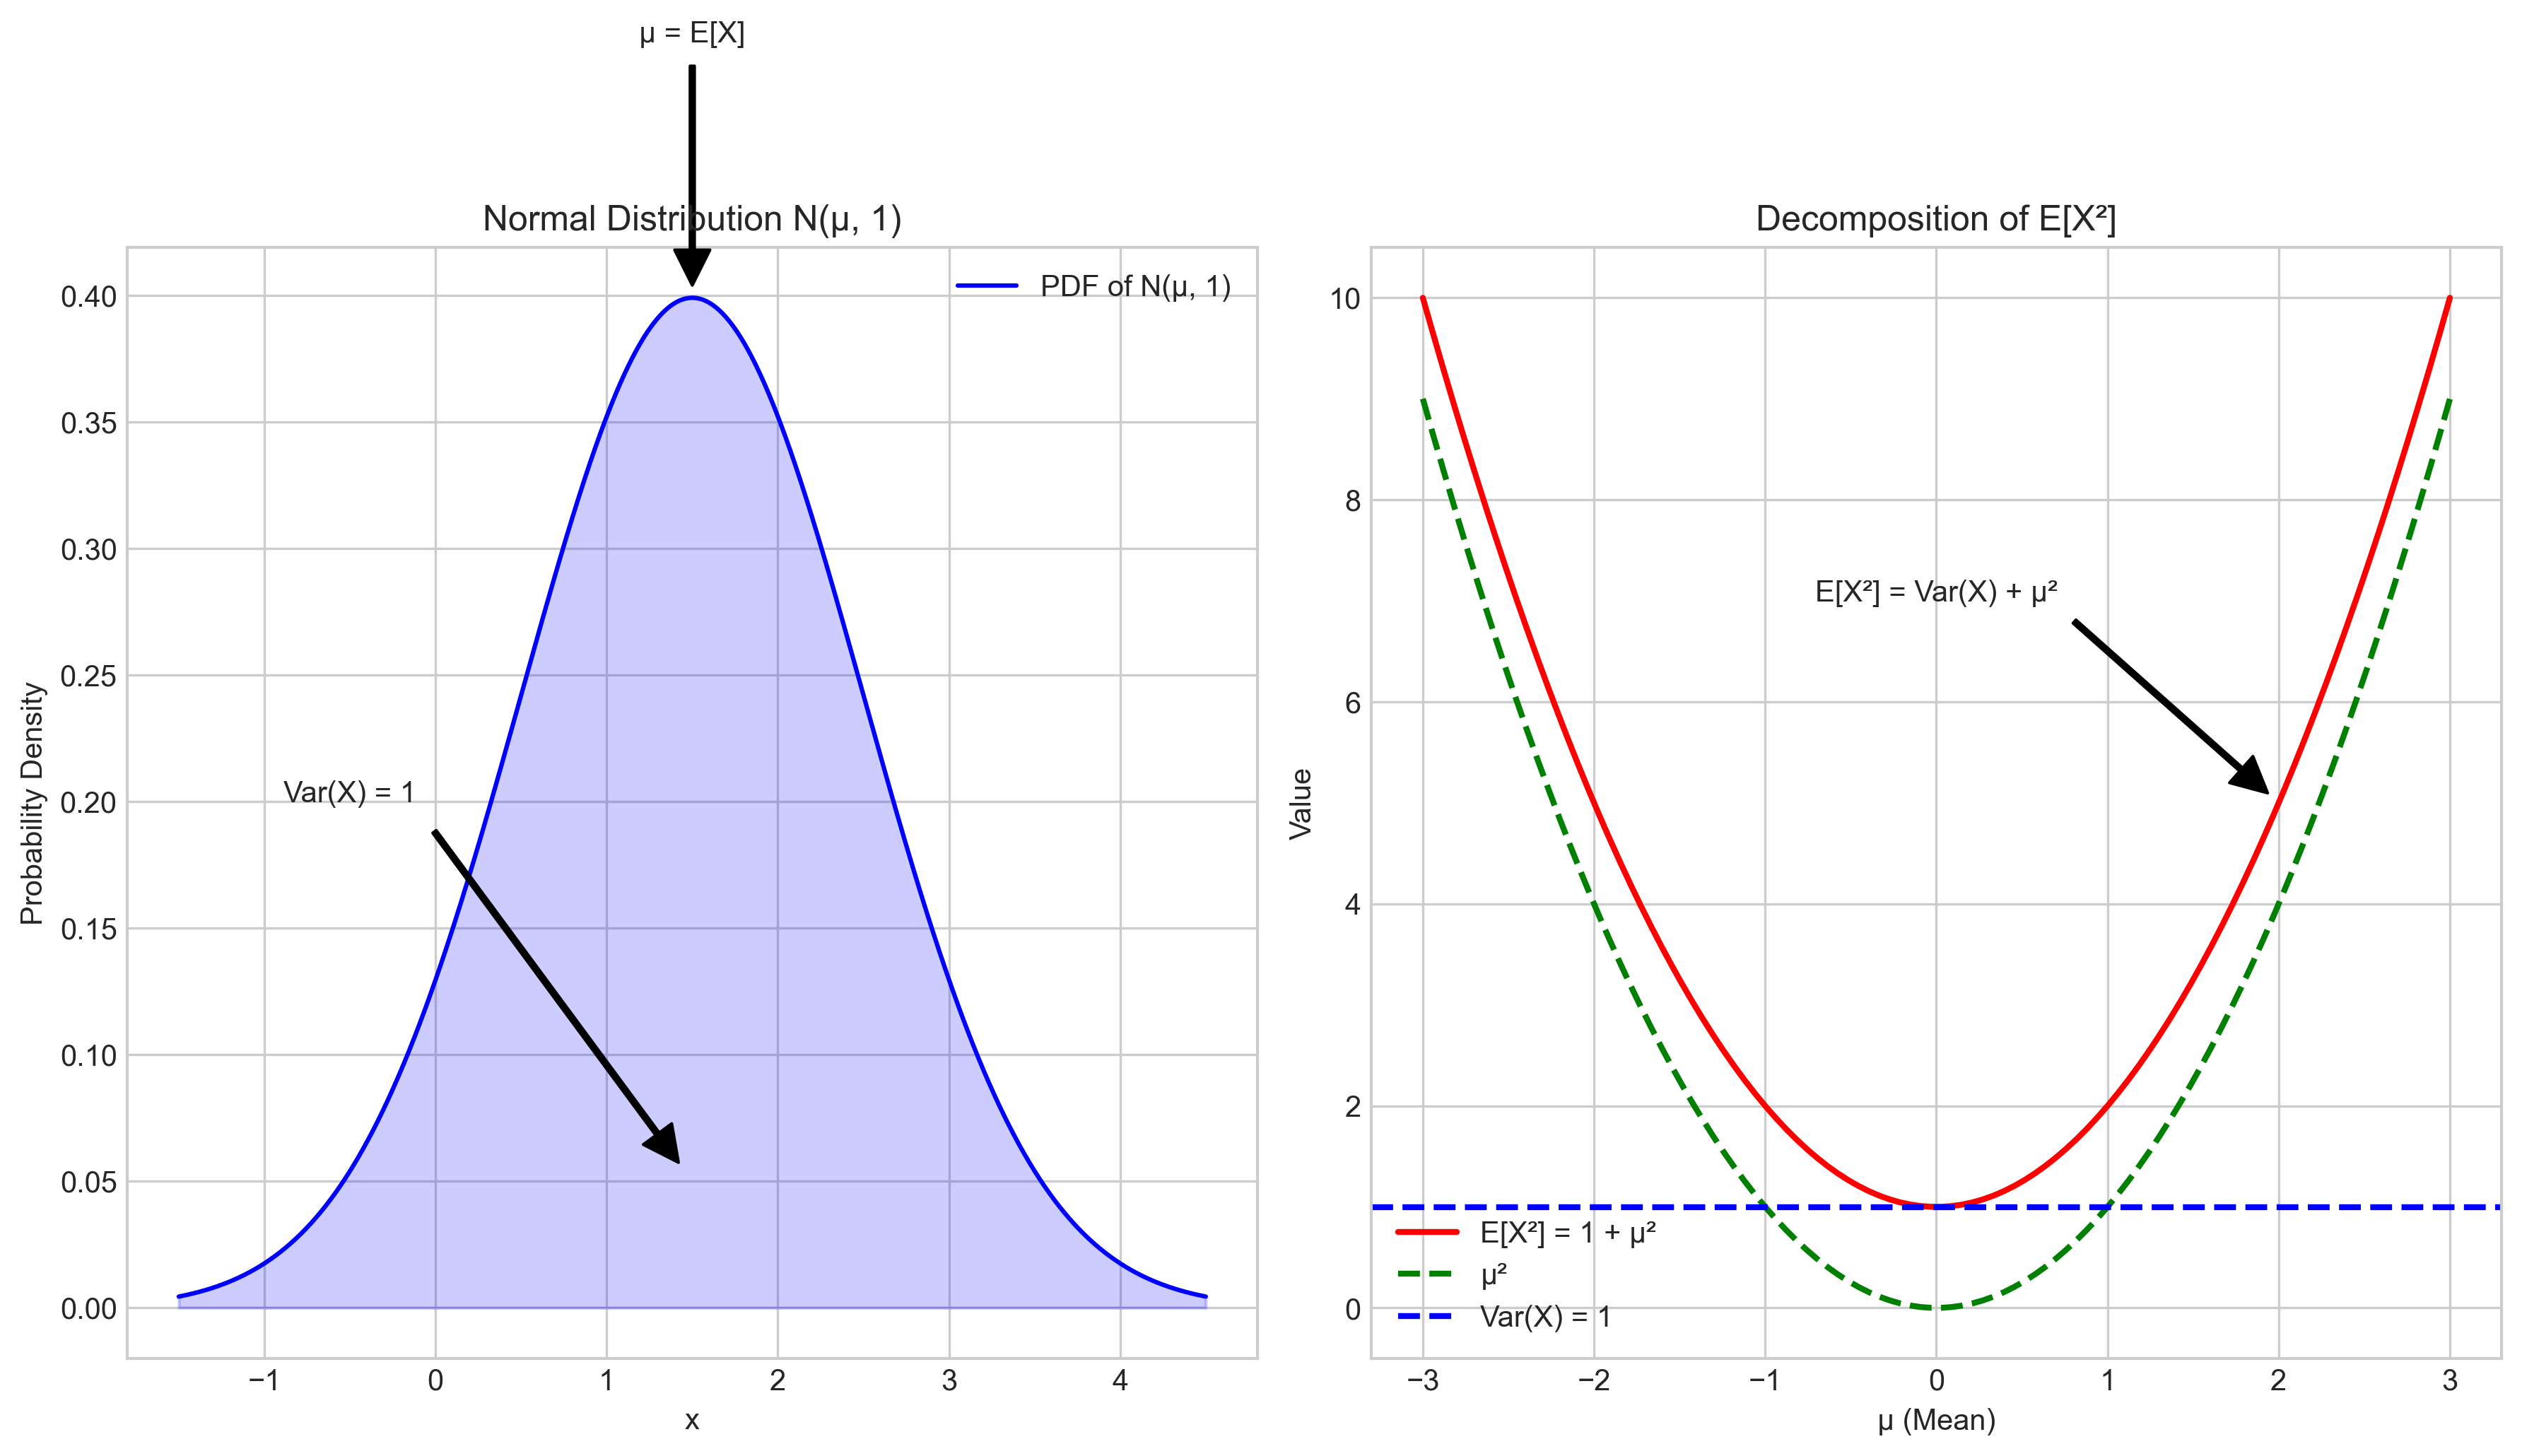 μ = E[X]
Normal Distribution N(μ, 1)
PDF of N(μ, 1)
0.40
0.35
0.30
0.25
0.20
0.15
0.10
0.05
0.00
Probability Density
Var(X) = 1
−1
0
1
2
3
4
x
Decomposition of E[X²]
10
8
6
4
2
0
Value
E[X²] = Var(X) + μ²
E[X²] = 1 + μ²
μ²
Var(X) = 1
−3
−2
−1
0
1
2
3
μ (Mean)